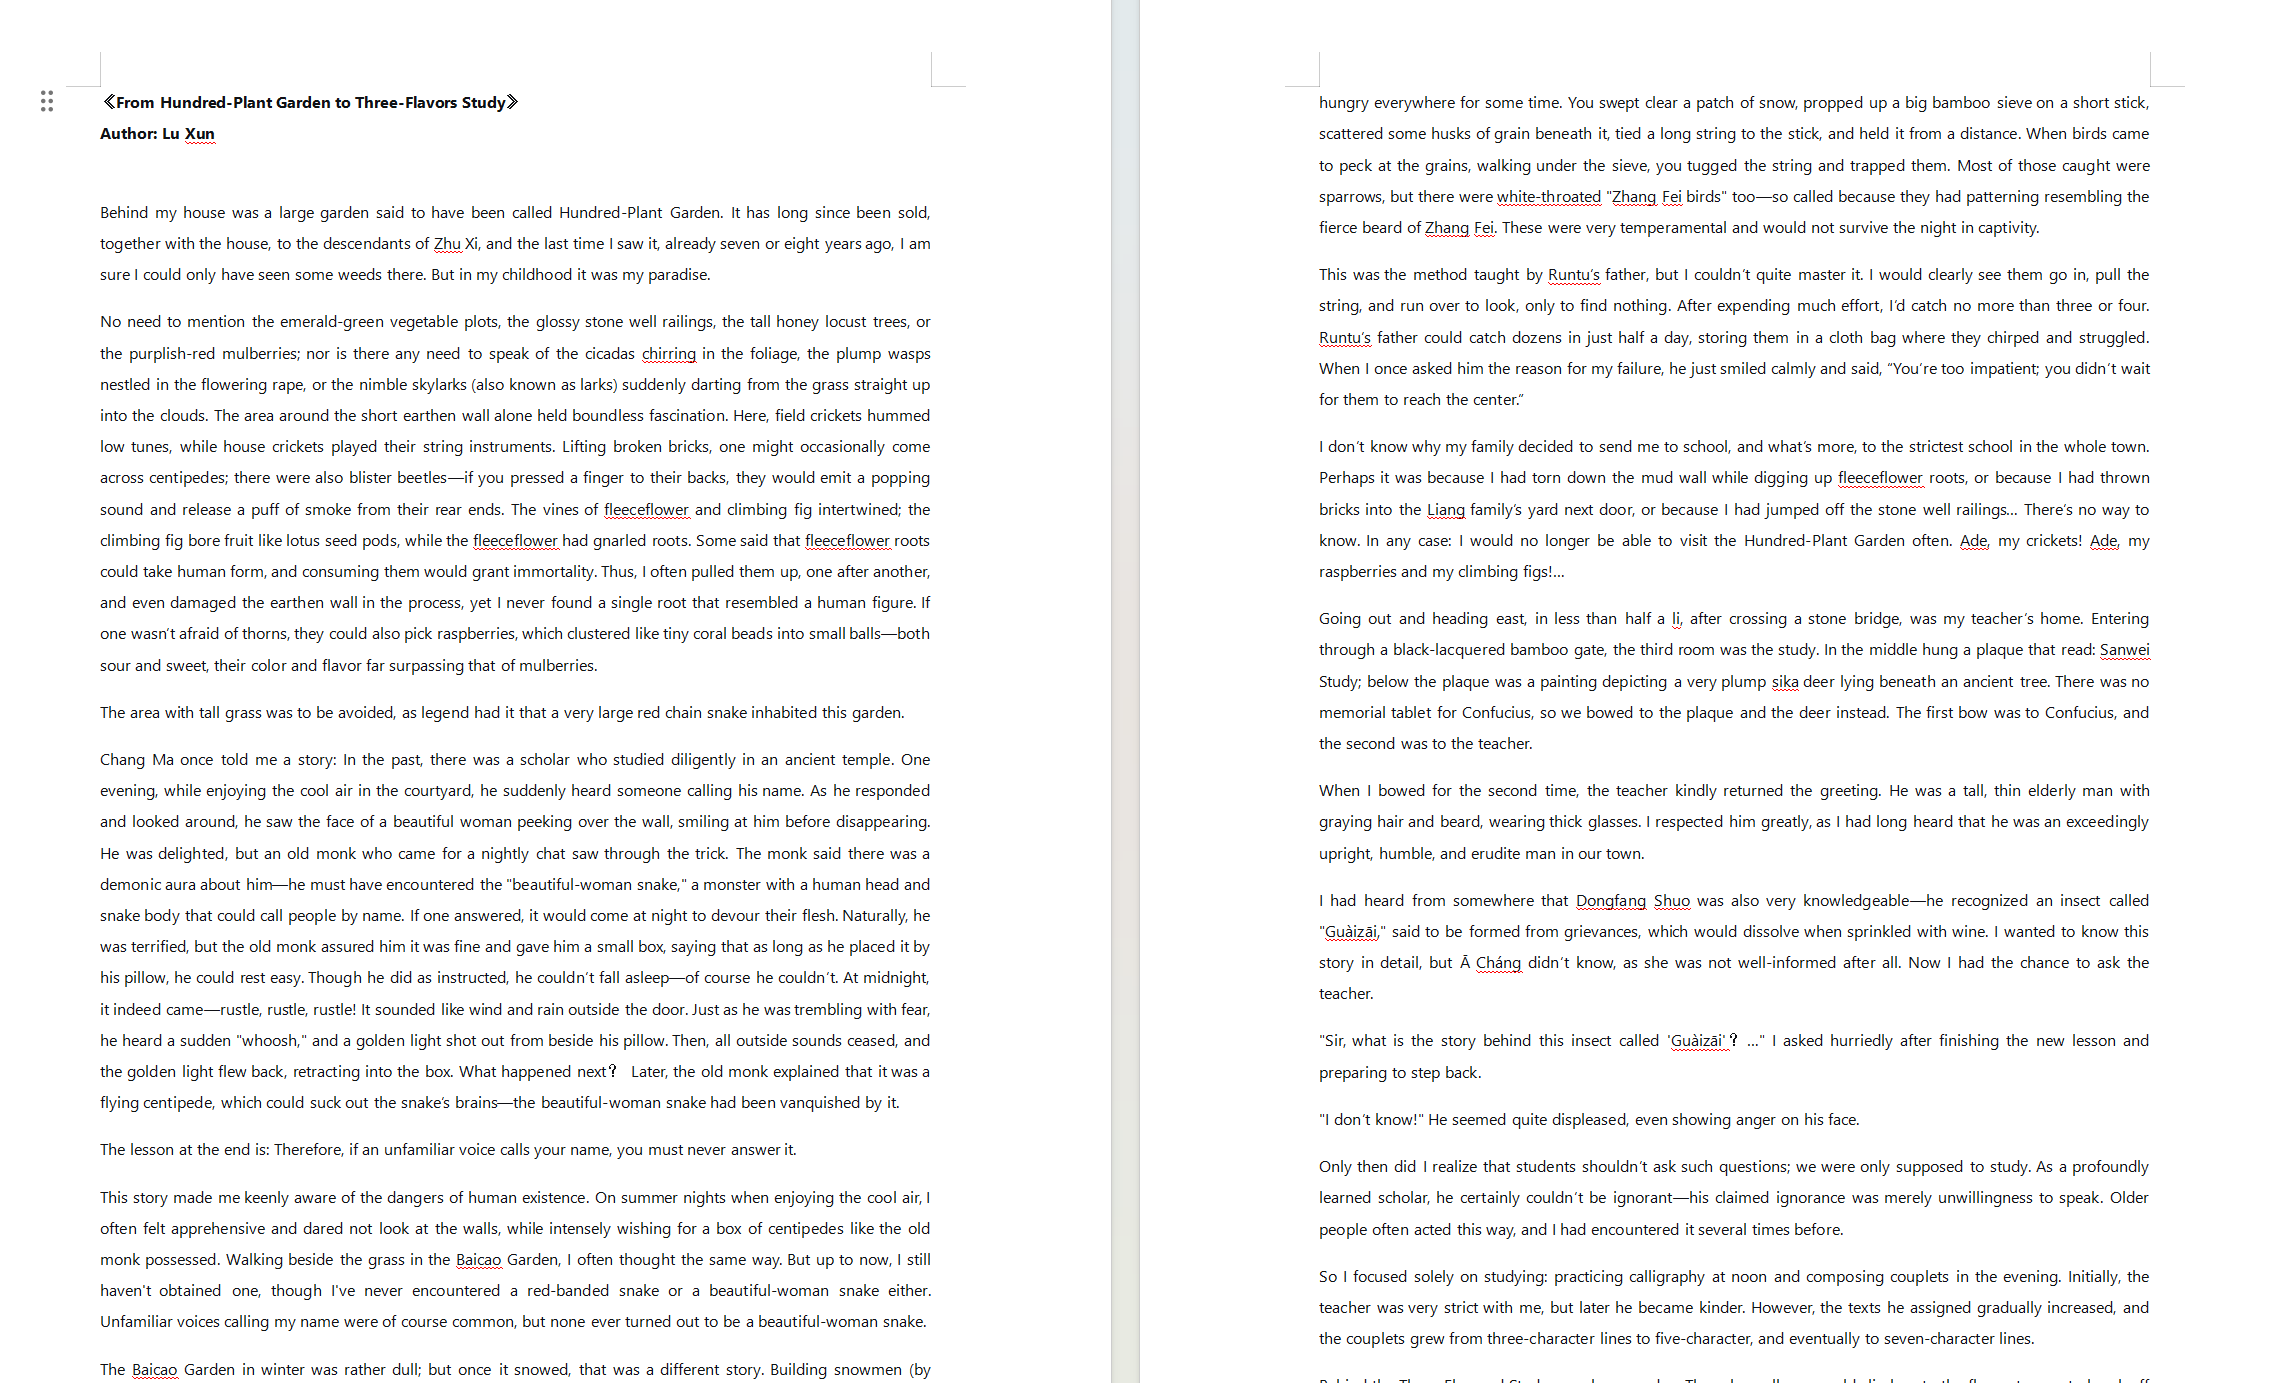 《From Hundred-Plant Garden to Three-Flavors Study》
Author: Lu Xun
Behind my house was a large garden said to have been called Hundred-Plant Garden. It has long since been sold,
together with the house, to the descendants of Zhu Xi, and the last time I saw it, already seven or eight years ago, I am
sure I could only have seen some weeds there. But in my childhood it was my paradise.
No need to mention the emerald-green vegetable plots, the glossy stone well railings, the tall honey locust trees, or
the purplish-red mulberries; nor is there any need to speak of the cicadas chirring in the foliage, the plump wasps
nestled in the flowering rape, or the nimble skylarks (also known as larks) suddenly darting from the grass straight up
into the clouds. The area around the short earthen wall alone held boundless fascination. Here, field crickets hummed
low tunes, while house crickets played their string instruments. Lifting broken bricks, one might occasionally come
across centipedes; there were also blister beetles—if you pressed a finger to their backs, they would emit a popping
sound and release a puff of smoke from their rear ends. The vines of fleeceflower and climbing fig intertwined; the
climbing fig bore fruit like lotus seed pods, while the fleeceflower had gnarled roots. Some said that fleeceflower roots
could take human form, and consuming them would grant immortality. Thus, I often pulled them up, one after another,
and even damaged the earthen wall in the process, yet I never found a single root that resembled a human figure. If
one wasn't afraid of thorns, they could also pick raspberries, which clustered like tiny coral beads into small balls—both
sour and sweet, their color and flavor far surpassing that of mulberries.
The area with tall grass was to be avoided, as legend had it that a very large red chain snake inhabited this garden.
Chang Ma once told me a story: In the past, there was a scholar who studied diligently in an ancient temple. One
evening, while enjoying the cool air in the courtyard, he suddenly heard someone calling his name. As he responded
and looked around, he saw the face of a beautiful woman peeking over the wall, smiling at him before disappearing.
He was delighted, but an old monk who came for a nightly chat saw through the trick. The monk said there was a
demonic aura about him—he must have encountered the "beautiful-woman snake," a monster with a human head and
snake body that could call people by name. If one answered, it would come at night to devour their flesh. Naturally, he
was terrified, but the old monk assured him it was fine and gave him a small box, saying that as long as he placed it by
his pillow, he could rest easy. Though he did as instructed, he couldn't fall asleep—of course he couldn't. At midnight,
it indeed came—rustle, rustle, rustle! It sounded like wind and rain outside the door. Just as he was trembling with fear,
he heard a sudden "whoosh," and a golden light shot out from beside his pillow. Then, all outside sounds ceased, and
the golden light flew back, retracting into the box. What happened next？ Later, the old monk explained that it was a
flying centipede, which could suck out the snake's brains—the beautiful-woman snake had been vanquished by it.
The lesson at the end is: Therefore, if an unfamiliar voice calls your name, you must never answer it.
This story made me keenly aware of the dangers of human existence. On summer nights when enjoying the cool air, I
often felt apprehensive and dared not look at the walls, while intensely wishing for a box of centipedes like the old
monk possessed. Walking beside the grass in the Baicao Garden, I often thought the same way. But up to now, I still
haven't obtained one, though I've never encountered a red-banded snake or a beautiful-woman snake either.
Unfamiliar voices calling my name were of course common, but none ever turned out to be a beautiful-woman snake.
The Baicao Garden in winter was rather dull; but once it snowed, that was a different story. Building snowmen (by
hungry everywhere for some time. You swept clear a patch of snow, propped up a big bamboo sieve on a short stick,
scattered some husks of grain beneath it, tied a long string to the stick, and held it from a distance. When birds came
to peck at the grains, walking under the sieve, you tugged the string and trapped them. Most of those caught were
sparrows, but there were white-throated "Zhang Fei birds" too—so called because they had patterning resembling the
fierce beard of Zhang Fei. These were very temperamental and would not survive the night in captivity.
This was the method taught by Runtu's father, but I couldn't quite master it. I would clearly see them go in, pull the
string, and run over to look, only to find nothing. After expending much effort, I'd catch no more than three or four.
Runtu's father could catch dozens in just half a day, storing them in a cloth bag where they chirped and struggled.
When I once asked him the reason for my failure, he just smiled calmly and said, "You're too impatient; you didn't wait
for them to reach the center."
I don't know why my family decided to send me to school, and what's more, to the strictest school in the whole town.
Perhaps it was because I had torn down the mud wall while digging up fleeceflower roots, or because I had thrown
bricks into the Liang family's yard next door, or because I had jumped off the stone well railings... There's no way to
know. In any case: I would no longer be able to visit the Hundred-Plant Garden often. Ade, my crickets! Ade, my
raspberries and my climbing figs!...
Going out and heading east, in less than half a li, after crossing a stone bridge, was my teacher's home. Entering
through a black-lacquered bamboo gate, the third room was the study. In the middle hung a plaque that read: Sanwei
Study; below the plaque was a painting depicting a very plump sika deer lying beneath an ancient tree. There was no
memorial tablet for Confucius, so we bowed to the plaque and the deer instead. The first bow was to Confucius, and
the second was to the teacher.
When I bowed for the second time, the teacher kindly returned the greeting. He was a tall, thin elderly man with
graying hair and beard, wearing thick glasses. I respected him greatly, as I had long heard that he was an exceedingly
upright, humble, and erudite man in our town.
I had heard from somewhere that Dongfang Shuo was also very knowledgeable—he recognized an insect called
"Guàizāi," said to be formed from grievances, which would dissolve when sprinkled with wine. I wanted to know this
story in detail, but Ā Cháng didn't know, as she was not well-informed after all. Now I had the chance to ask the
teacher.
"Sir, what is the story behind this insect called 'Guàizāi'？ ..." I asked hurriedly after finishing the new lesson and
preparing to step back.
"I don't know!" He seemed quite displeased, even showing anger on his face.
Only then did I realize that students shouldn't ask such questions; we were only supposed to study. As a profoundly
learned scholar, he certainly couldn't be ignorant—his claimed ignorance was merely unwillingness to speak. Older
people often acted this way, and I had encountered it several times before.
So I focused solely on studying: practicing calligraphy at noon and composing couplets in the evening. Initially, the
teacher was very strict with me, but later he became kinder. However, the texts he assigned gradually increased, and
the couplets grew from three-character lines to five-character, and eventually to seven-character lines.